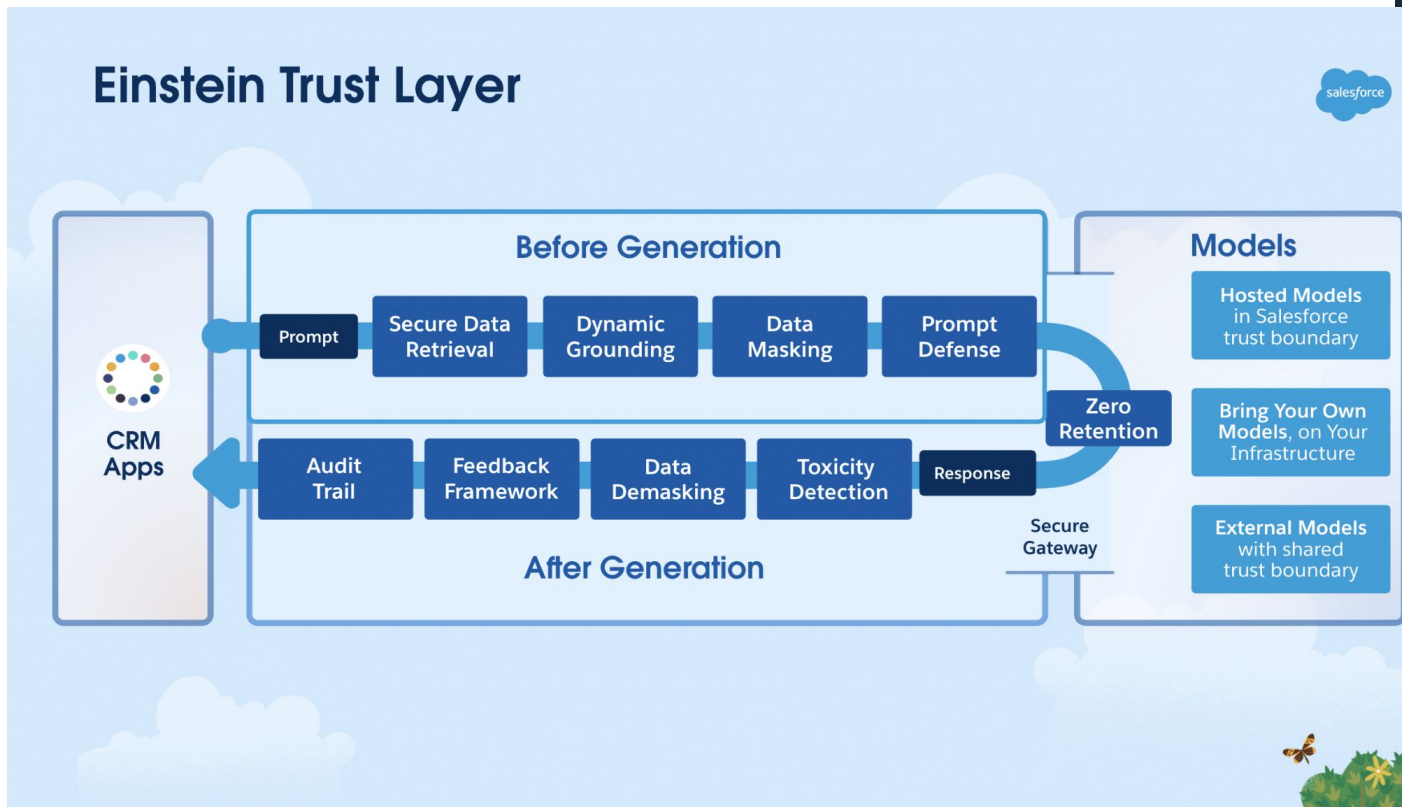 Einstein Trust Layer
salesforce
Before Generation
Prompt
Secure Data
Retrieval
Dynamic
Grounding
Data
Masking
Prompt
Defense
CRM
Apps
Zero
Retention
Audit
Trail
Feedback
Framework
Data
Demasking
Toxicity
Detection
Response
After Generation
Secure
Gateway
Models
Hosted Models
in Salesforce
trust boundary
Bring Your Own
Models, on Your
Infrastructure
External Models
with shared
trust boundary